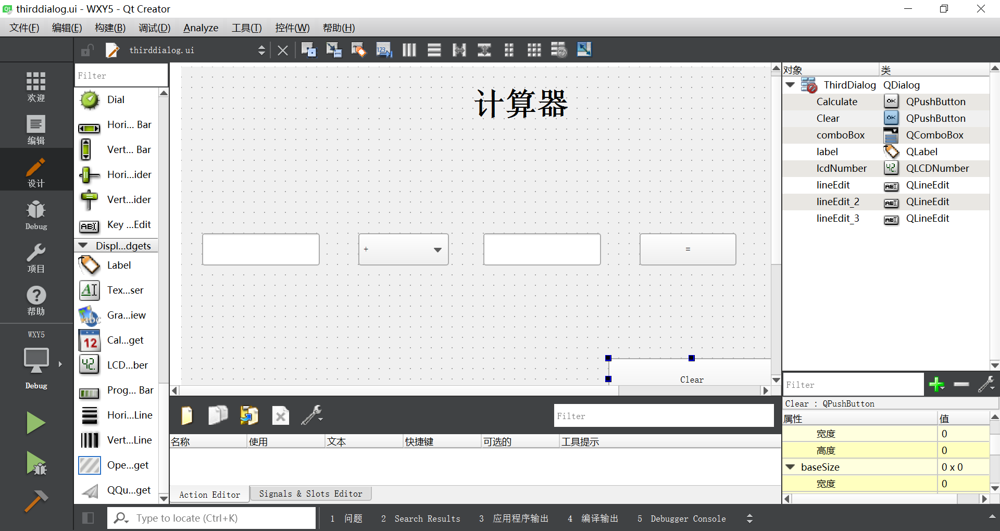 thirddialog.ui - WXY5 - Qt Creator
文件(F) 编辑(E) 构建(B) 调试(D) Analyze 工具(T) 控件(W) 帮助(H)
thirddialog.ui
欢迎
编辑
设计
Debug
项目
帮助
WXY5
Debug
Filter
Dial
Hori... Bar
Vert... Bar
Hori...ider
Vert...ider
Key ...Edit
Displ...dgets
Label
Tex...ser
Gra...iew
Cal...get
LCD...ber
Prog... Bar
Hori...Line
Vert...Line
Ope...get
QQu...get
计算器
+
=
Clear
Filter
名称 使用 文本 快捷键 可选的 工具提示
Action Editor Signals & Slots Editor
对象 类
ThirdDialog QDialog
Calculate QPushButton
Clear QPushButton
comboBox QComboBox
label QLabel
lcdNumber QLCDNumber
lineEdit QLineEdit
lineEdit_2 QLineEdit
lineEdit_3 QLineEdit
Filter
Clear : QPushButton
属性 值
宽度 0
高度 0
baseSize 0 x 0
宽度 0
Type to locate (Ctrl+K) 1 问题 2 Search Results 3 应用程序输出 4 编译输出 5 Debugger Console